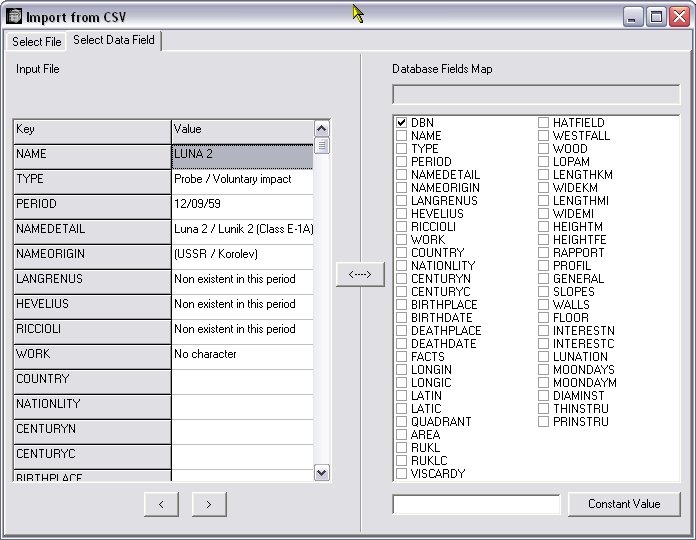 Import from CSV
Select File
Select Data Field
Input File
Key Value
NAME LUNA 2
TYPE Probe / Voluntary impact
PERIOD 12/09/59
NAMEDETAIL Luna 2 / Lunik 2 (Class E-1A)
NAMEORIGIN (USSR / Korolev)
LANGRENUS Non existent in this period
HEVELIUS Non existent in this period
RICCIOLI Non existent in this period
WORK No character
COUNTRY
NATIONLITY
CENTURYN
CENTURYC
BIRTHPLACE
<
>
<---->
Database Fields Map
DBN
NAME
TYPE
PERIOD
NAMEDETAIL
NAMEORIGIN
LANGRENUS
HEVELIUS
RICCIOLI
WORK
COUNTRY
NATIONLITY
CENTURYN
CENTURYC
BIRTHPLACE
BIRTHDATE
DEATHPLACE
DEATHDATE
FACTS
LONGIN
LONGIC
LATIN
LATIC
QUADRANT
AREA
RUKL
RUKLC
VISCARDY
HATFIELD
WESTFALL
WOOD
LOPAM
LENGTHKM
WIDEKM
LENGTHMI
WIDEMI
HEIGHTM
HEIGHTFE
RAPPORT
PROFIL
GENERAL
SLOPES
WALLS
FLOOR
INTERESTN
INTERESTC
LUNATION
MOONDAYS
MOONDAYM
DIAMINST
THINSTRU
PRINSTRU
Constant Value